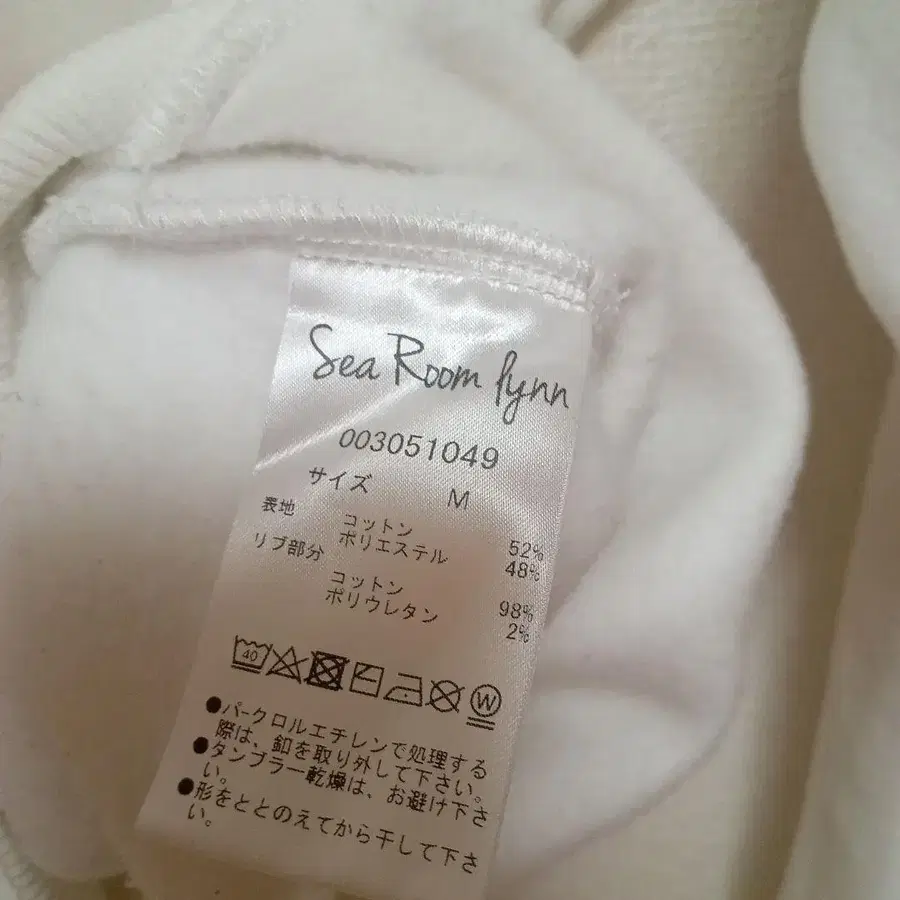 Sea Room lynn
003051049
サイズ M
表地
コットン 52%
ポリエステル 48%
リブ部分
コットン 98%
ポリウレタン 2%
40
W
●パークロルエチレンで処理する
際は、釦を取り外して下さい。
●タンブラー乾燥は、お避け下さ
い。
●形をととのえてから干して下さ
い。